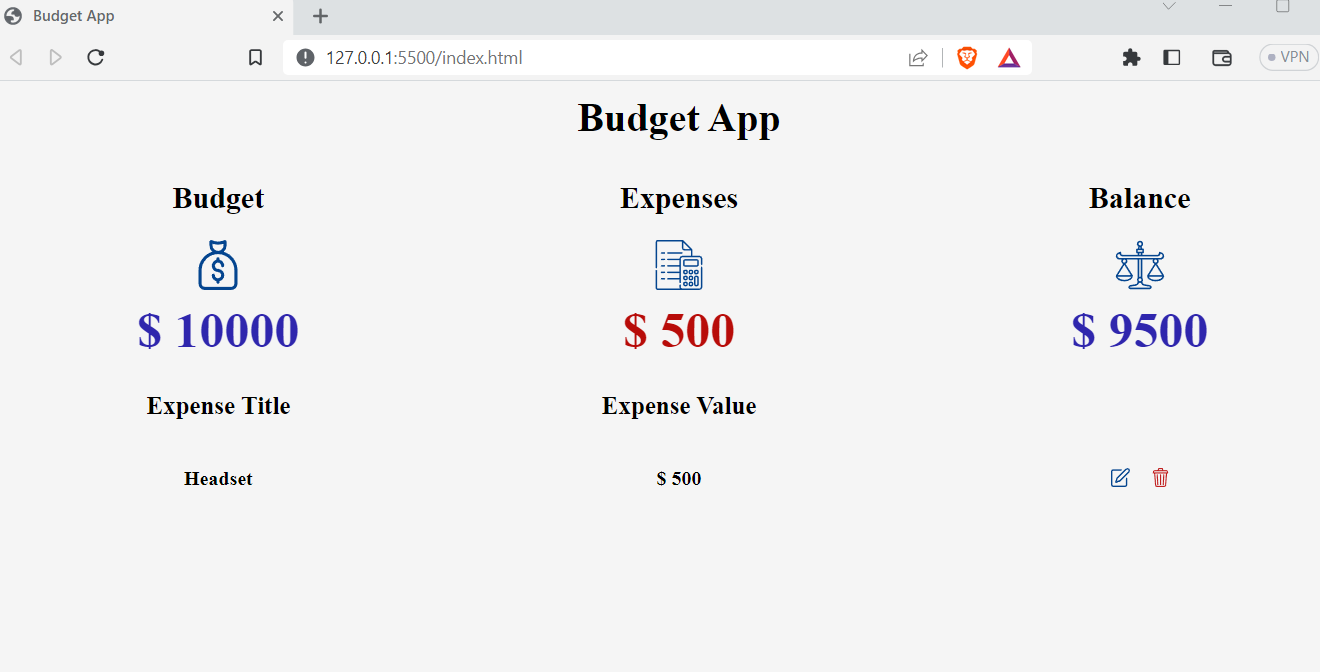 Budget App
127.0.0.1:5500/index.html
VPN
Budget App
Budget Expenses Balance
$
$ 10000 $ 500 $ 9500
Expense Title Expense Value
Headset $ 500